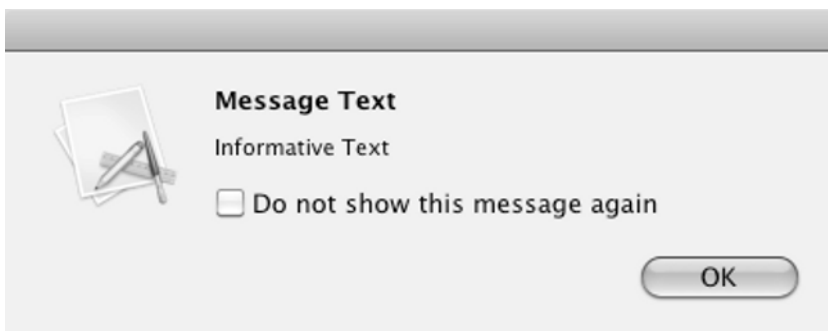 Message Text
Informative Text
Do not show this message again
OK